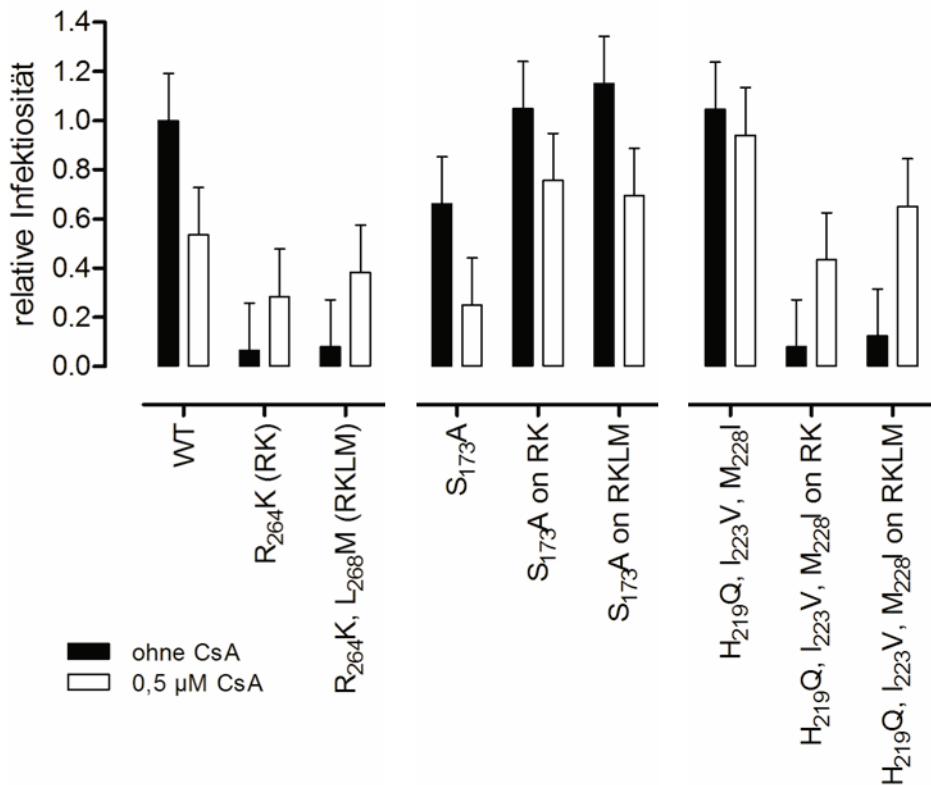 relative Infektiosität
1.4
1.2
1.0
0.8
0.6
0.4
0.2
0.0
WT
R₂₆₄K (RK)
R₂₆₄K, L₂₆₈M (RKLM)
S₁₇₃A
S₁₇₃A on RK
S₁₇₃A on RKLM
H₂₁₉Q, I₂₂₃V, M₂₂₈I
H₂₁₉Q, I₂₂₃V, M₂₂₈I on RK
H₂₁₉Q, I₂₂₃V, M₂₂₈I on RKLM
ohne CsA
0,5 µM CsA